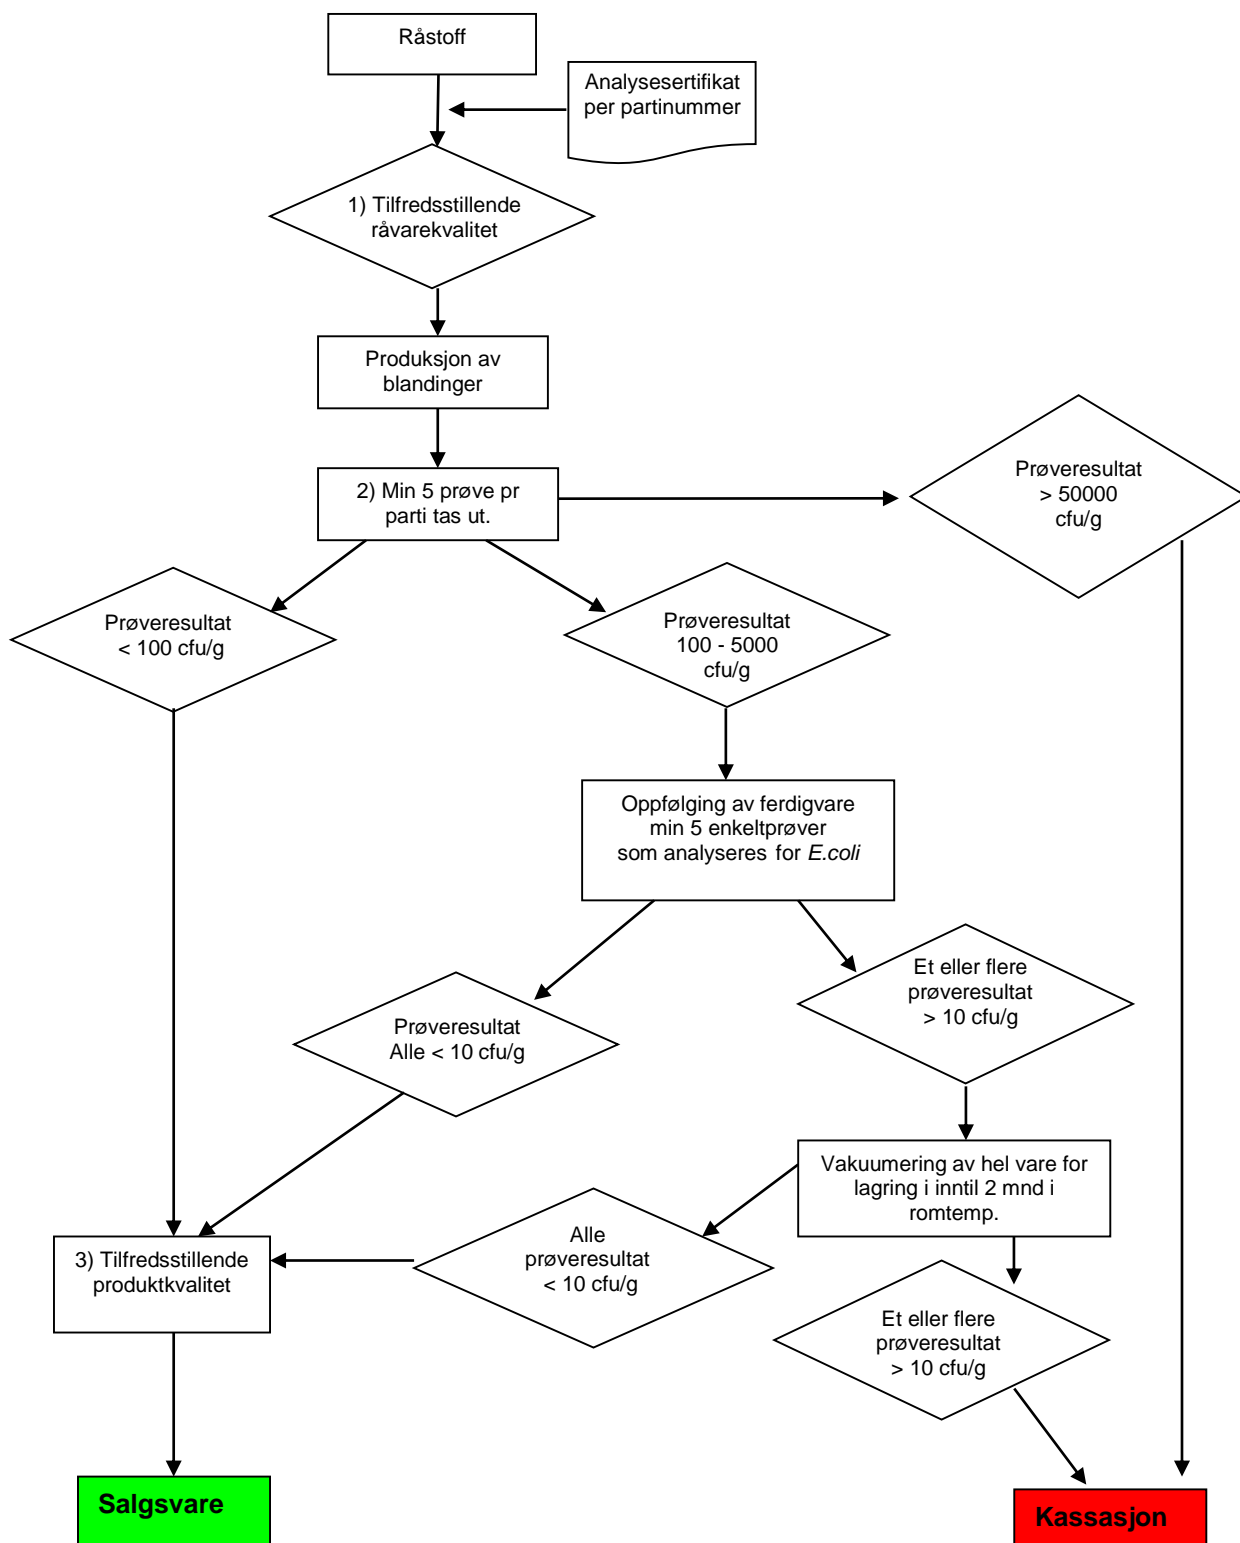 Råstoff
Analysesertifikat
per partinummer
1) Tilfredsstillende
råvarekvalitet
Produksjon av
blandinger
2) Min 5 prøve pr
parti tas ut.
Prøveresultat
> 50000
cfu/g
Prøveresultat
< 100 cfu/g
Prøveresultat
100 - 5000
cfu/g
Oppfølging av ferdigvare
min 5 enkeltprøver
som analyseres for E.coli
Et eller flere
prøveresultat
> 10 cfu/g
Prøveresultat
Alle < 10 cfu/g
Vakuumering av hel vare for
lagring i inntil 2 mnd i
romtemp.
Alle
prøveresultat
< 10 cfu/g
3) Tilfredsstillende
produktkvalitet
Et eller flere
prøveresultat
> 10 cfu/g
Salgsvare
Kassasjon